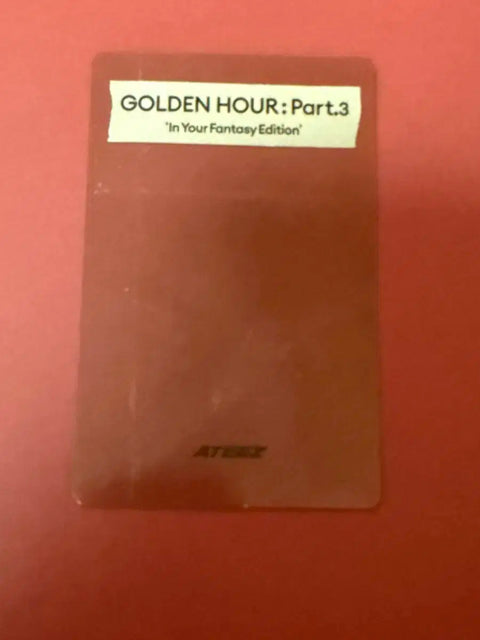 GOLDEN HOUR : Part.3
'In Your Fantasy Edition'
ATEEZ